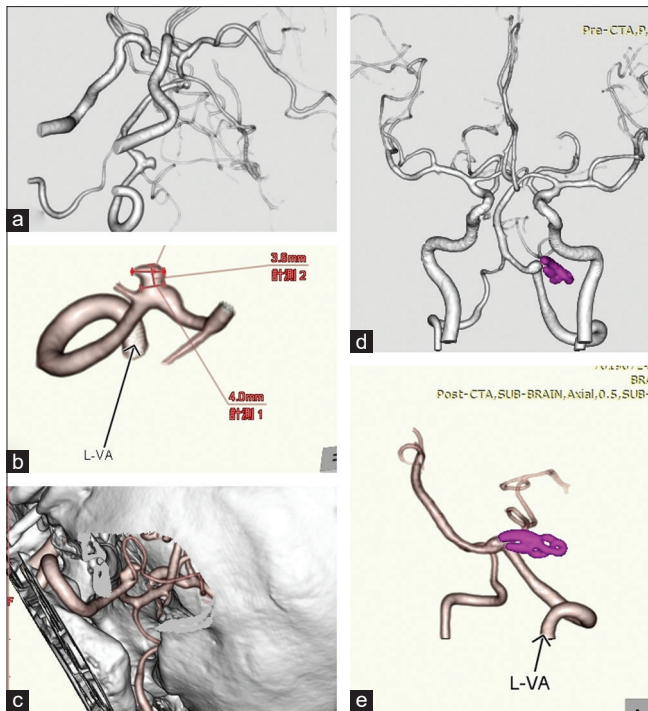 a
3.6mm
計測 2
4.0mm
計測 1
L-VA
b
F
c
Pre-CTA,P,
d
BRA
Post-CTA,SUB-BRAIN,Axial,0.5,SUB-
L-VA
e